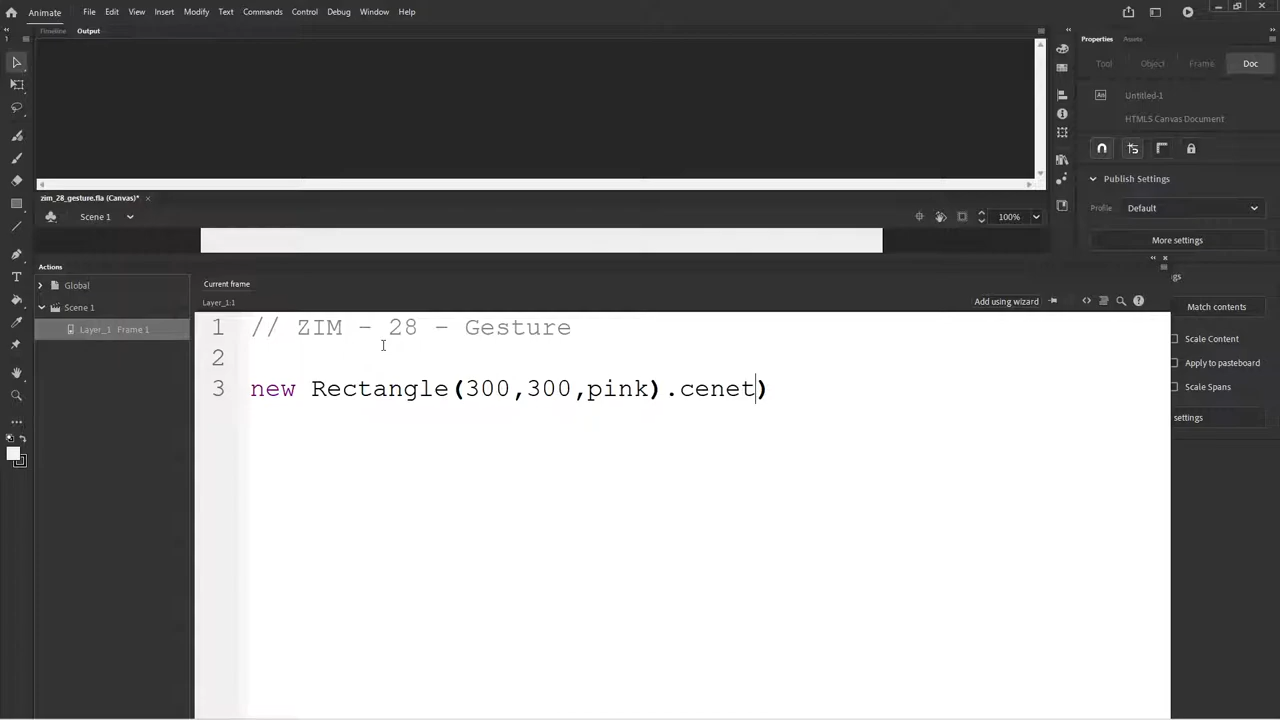 Animate File Edit View Insert Modify Text Commands Control Debug Window Help
Timeline Output
Properties Assets
Tool Object Frame Doc
An Untitled-1
HTML5 Canvas Document
Publish Settings
Profile Default
More settings
zim_28_gesture.fla (Canvas)*
Scene 1
100%
Actions
Global
Scene 1
Layer_1 Frame 1
Current frame
Layer_1:1
Add using wizard
1 // ZIM - 28 - Gesture
2
3 new Rectangle(300,300,pink).cenet)
gs
Match contents
Scale Content
Apply to pasteboard
Scale Spans
settings